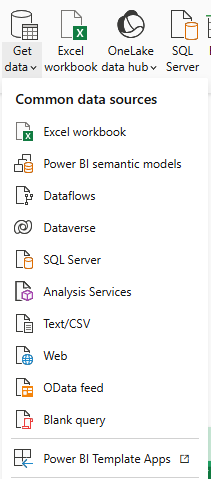 Get data
Excel workbook
OneLake data hub
SQL Server
Common data sources
Excel workbook
Power BI semantic models
Dataflows
Dataverse
SQL Server
Analysis Services
Text/CSV
Web
OData feed
Blank query
Power BI Template Apps